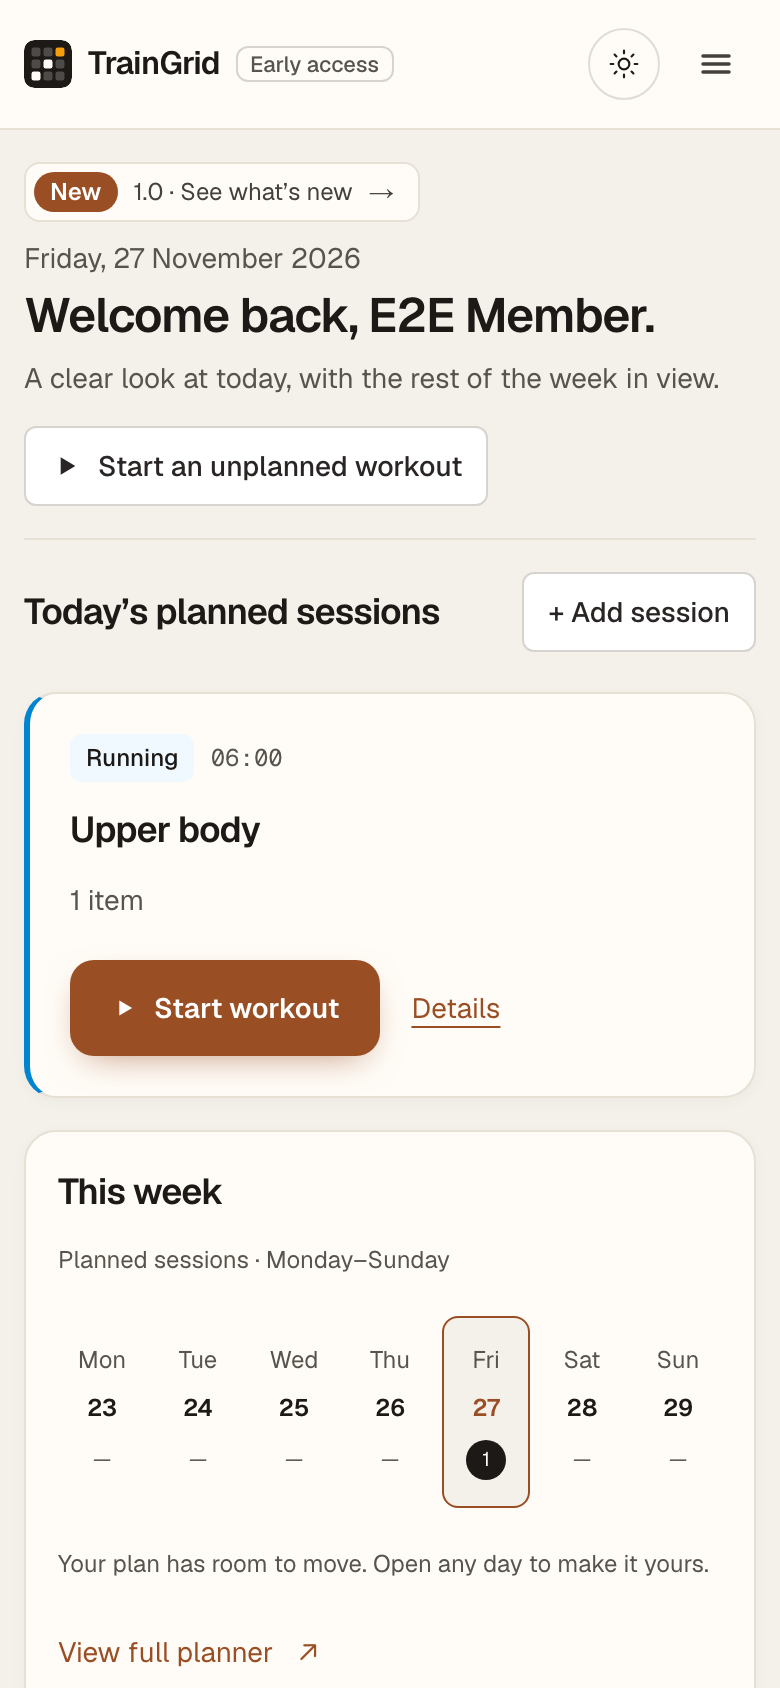 TrainGrid Early access
New 1.0 · See what’s new →
Friday, 27 November 2026
Welcome back, E2E Member.
A clear look at today, with the rest of the week in view.
Start an unplanned workout
Today’s planned sessions
+ Add session
Running 06:00
Upper body
1 item
Start workout Details
This week
Planned sessions · Monday–Sunday
Mon Tue Wed Thu Fri Sat Sun
23 24 25 26 27 28 29
— — — — 1 — —
Your plan has room to move. Open any day to make it yours.
View full planner ↗